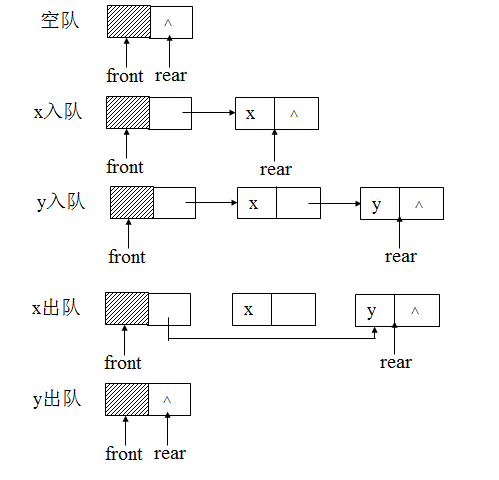 空队 ^
front rear
x入队 x ^
front rear
y入队 x y ^
front rear
x出队 x y ^
front rear
y出队 ^
front rear